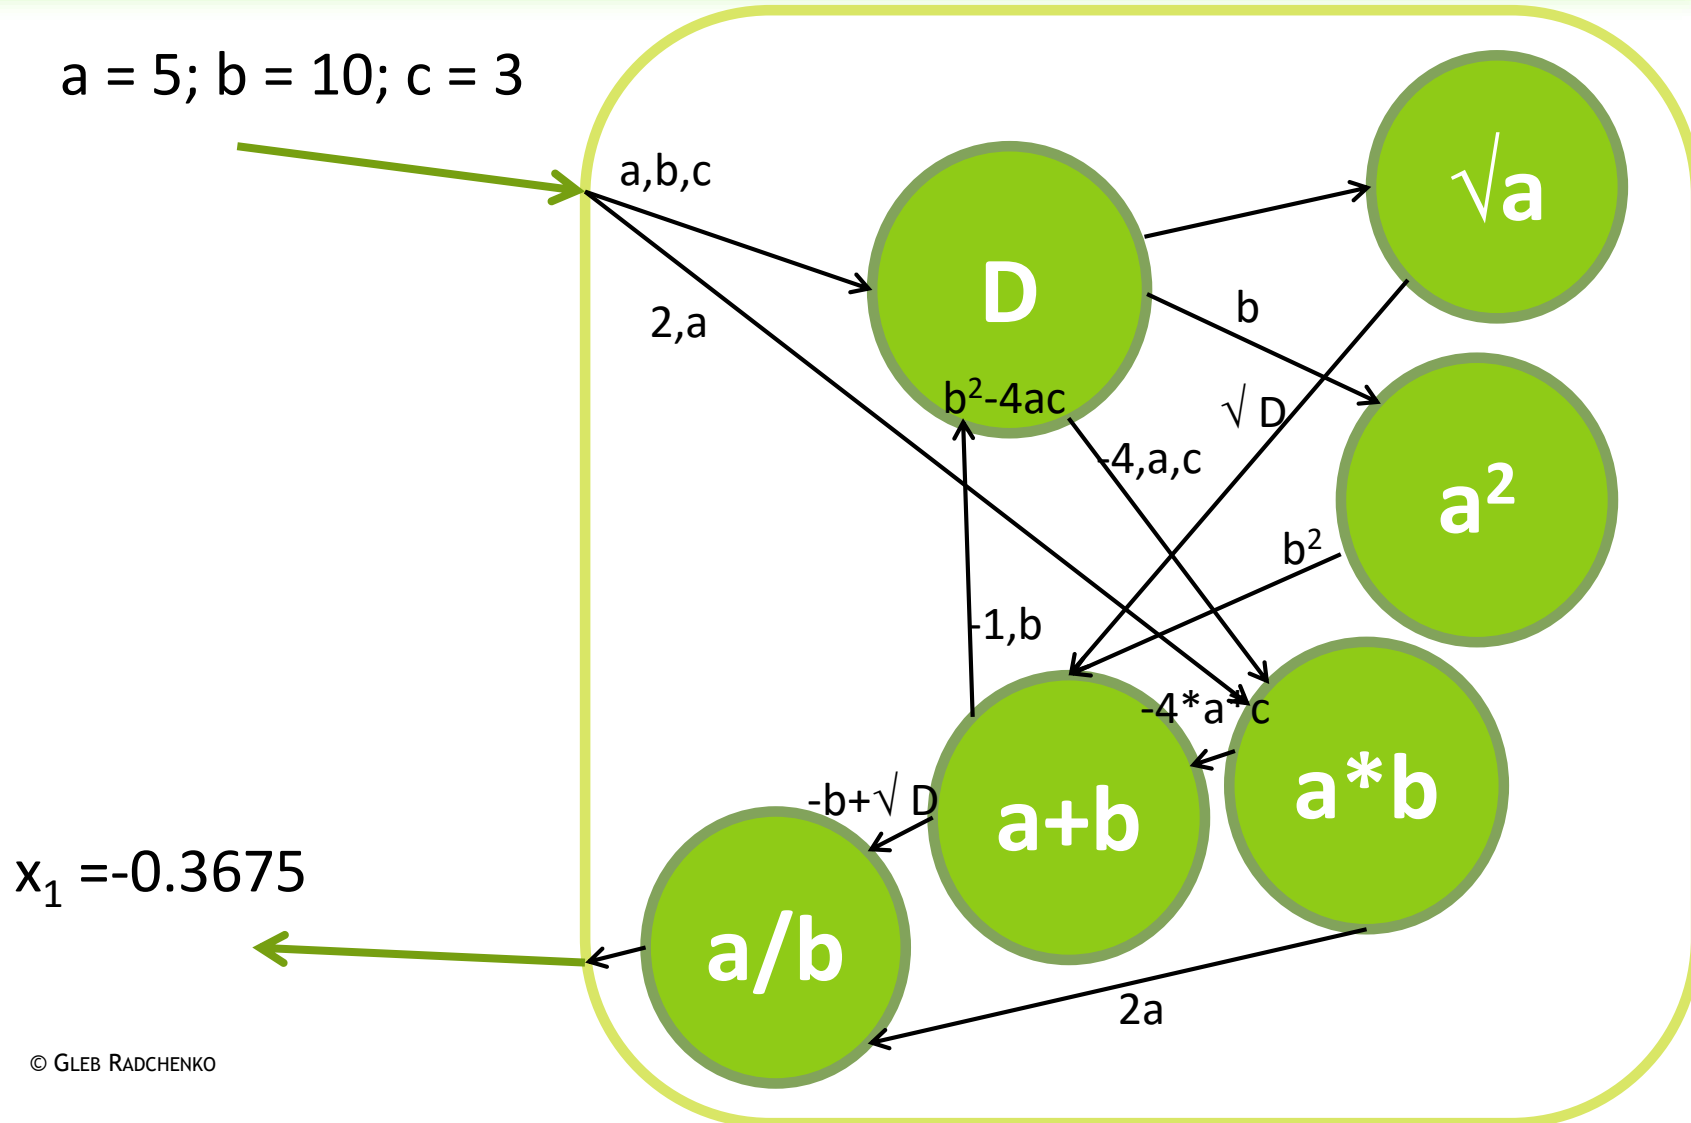 a = 5; b = 10; c = 3
a,b,c
√a
D
2,a
b
b²-4ac
√ D
-4,a,c
a²
b²
-1,b
-4*a*c
a*b
-b+√ D
a+b
x₁ =-0.3675
a/b
2a
© GLEB RADCHENKO